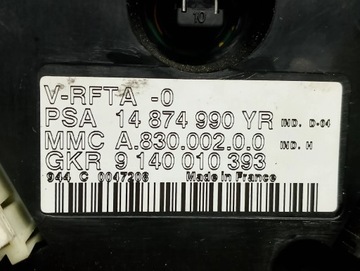 10
V-RFTA -0
PSA 14 874 990 YR IND. D-04
MMC A.830.002.0.0 IND. H
GKR 9 140 010 393
944 C 0047208 Made in France